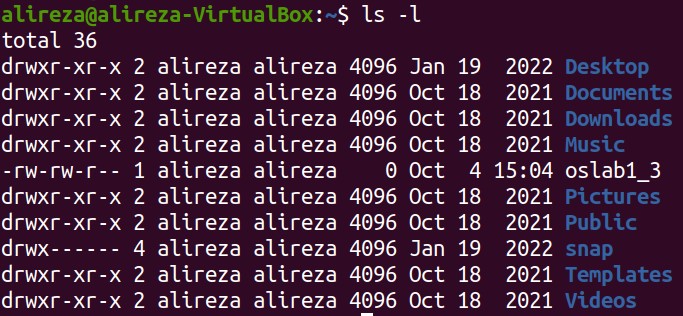 alireza@alireza-VirtualBox:~$ ls -l
total 36
drwxr-xr-x 2 alireza alireza 4096 Jan 19  2022 Desktop
drwxr-xr-x 2 alireza alireza 4096 Oct 18  2021 Documents
drwxr-xr-x 2 alireza alireza 4096 Oct 18  2021 Downloads
drwxr-xr-x 2 alireza alireza 4096 Oct 18  2021 Music
-rw-rw-r-- 1 alireza alireza    0 Oct  4 15:04 oslab1_3
drwxr-xr-x 2 alireza alireza 4096 Oct 18  2021 Pictures
drwxr-xr-x 2 alireza alireza 4096 Oct 18  2021 Public
drwx------ 4 alireza alireza 4096 Jan 19  2022 snap
drwxr-xr-x 2 alireza alireza 4096 Oct 18  2021 Templates
drwxr-xr-x 2 alireza alireza 4096 Oct 18  2021 Videos